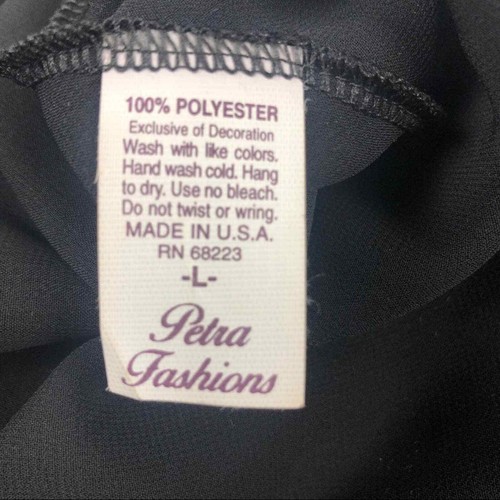 100% POLYESTER
Exclusive of Decoration
Wash with like colors.
Hand wash cold. Hang
to dry. Use no bleach.
Do not twist or wring.
MADE IN U.S.A.
RN 68223
-L-
Petra
Fashions